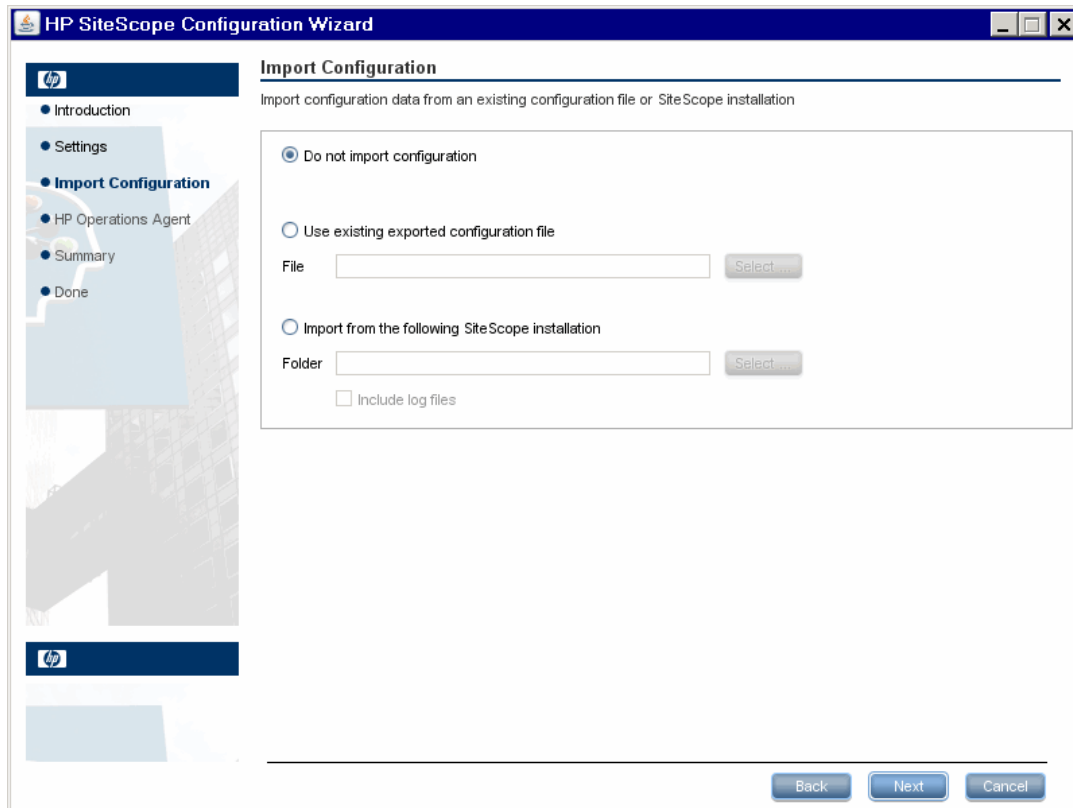 HP SiteScope Configuration Wizard
hp
Introduction
Settings
Import Configuration
HP Operations Agent
Summary
Done
hp
Import Configuration
Import configuration data from an existing configuration file or SiteScope installation
Do not import configuration
Use existing exported configuration file
File
Select ...
Import from the following SiteScope installation
Folder
Select ...
Include log files
Back
Next
Cancel